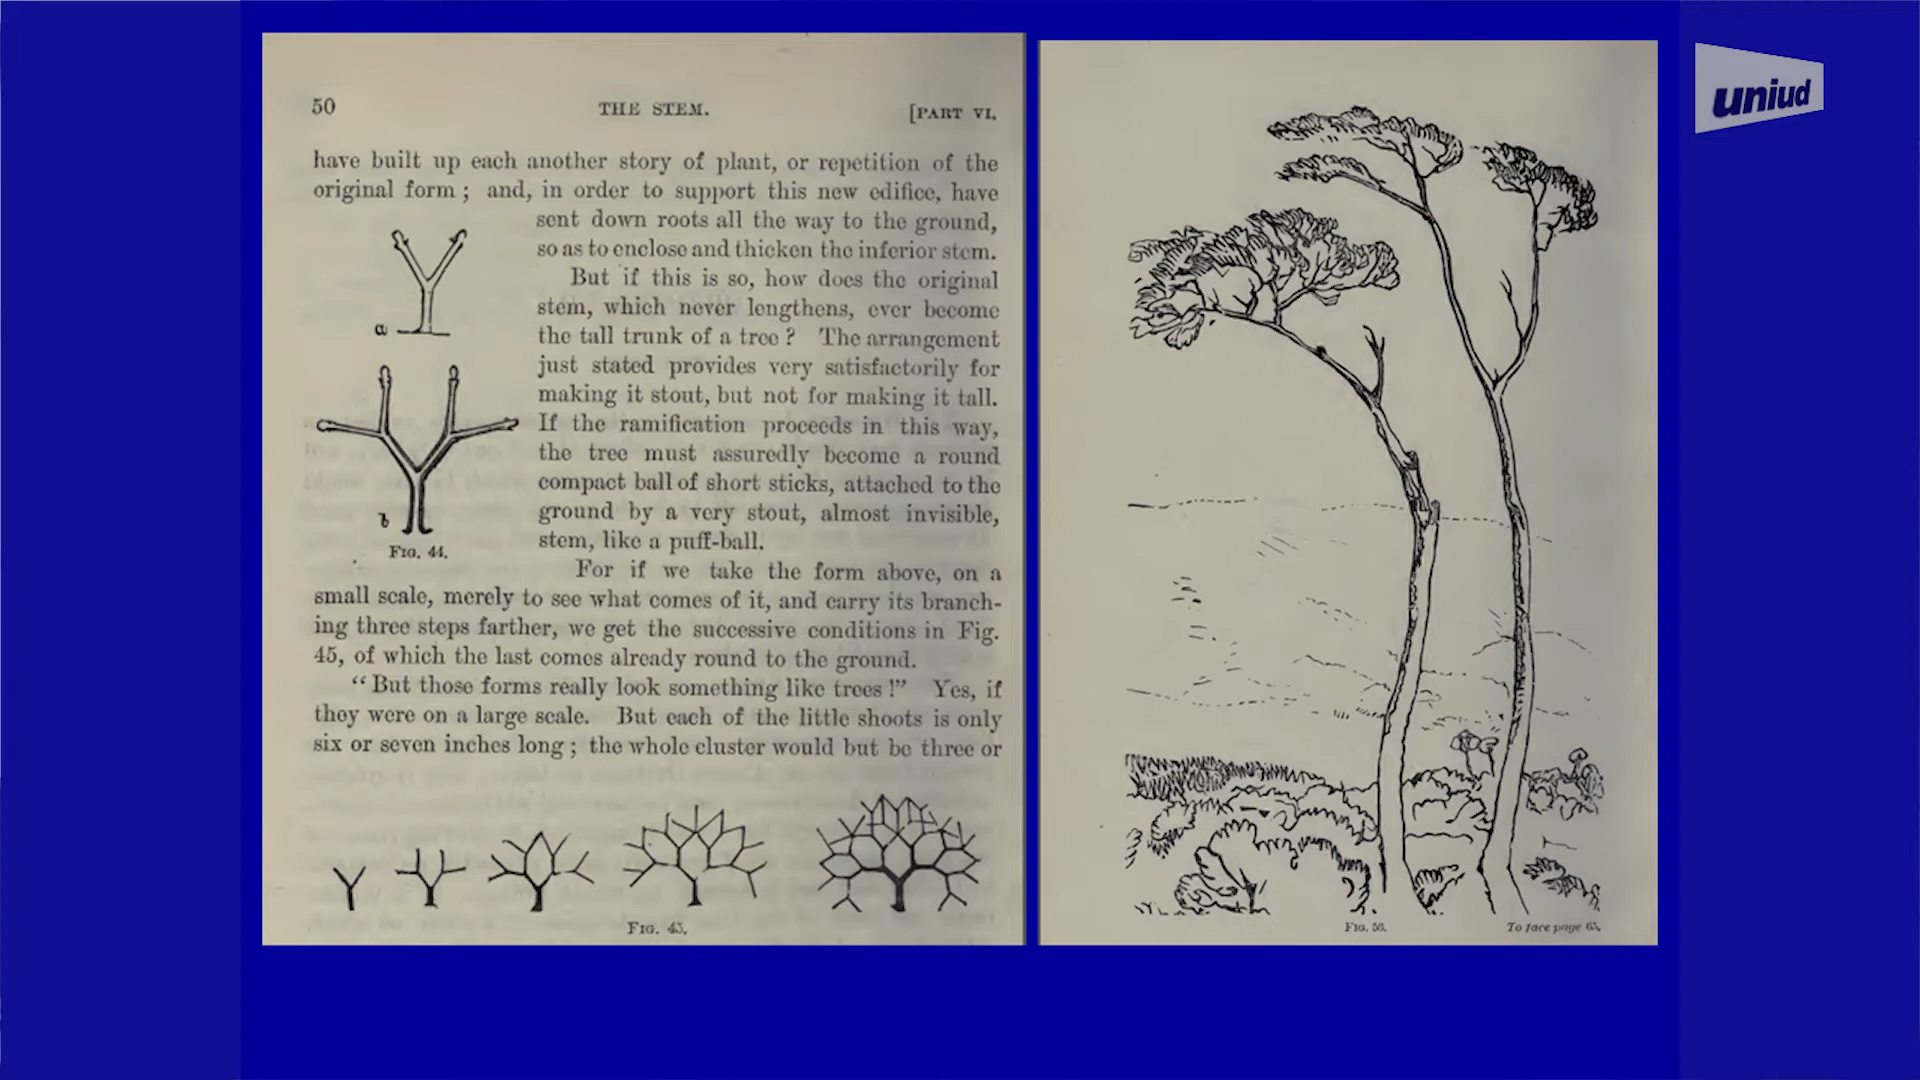 50 THE STEM. [PART VI.
have built up each another story of plant, or repetition of the
original form ; and, in order to support this new edifice, have
sent down roots all the way to the ground,
so as to enclose and thicken the inferior stem.
But if this is so, how does the original
stem, which never lengthens, ever become
the tall trunk of a tree ? The arrangement
just stated provides very satisfactorily for
making it stout, but not for making it tall.
If the ramification proceeds in this way,
the tree must assuredly become a round
compact ball of short sticks, attached to the
ground by a very stout, almost invisible,
stem, like a puff-ball.
a
b
FIG. 44.
For if we take the form above, on a
small scale, merely to see what comes of it, and carry its branch-
ing three steps farther, we get the successive conditions in Fig.
45, of which the last comes already round to the ground.
“But those forms really look something like trees !” Yes, if
they were on a large scale. But each of the little shoots is only
six or seven inches long ; the whole cluster would but be three or
FIG. 45.
FIG. 56. To face page 65.
uniud